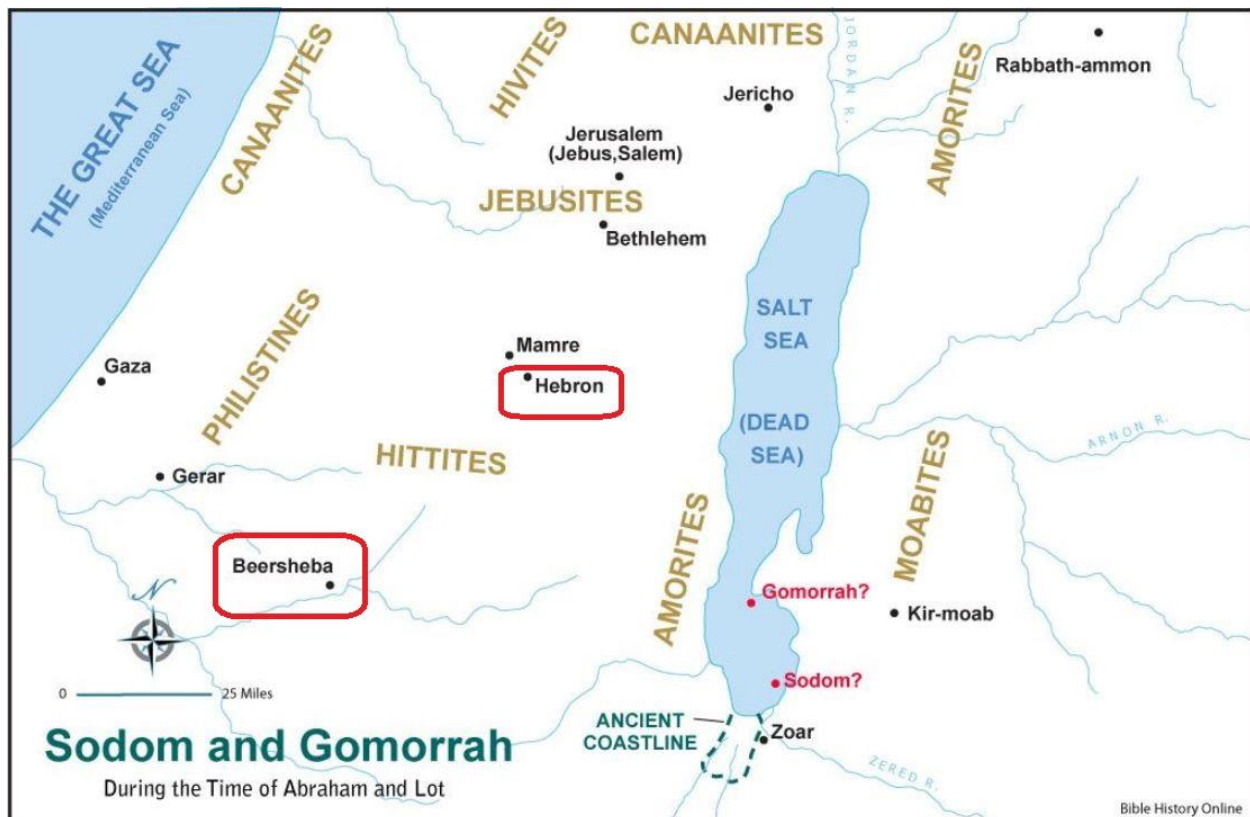 THE GREAT SEA
(Mediterranean Sea)
CANAANITES
HIVITES
CANAANITES
JORDAN R.
Rabbath-ammon
Jericho
AMORITES
Jerusalem
(Jebus,Salem)
JEBUSITES
Bethlehem
SALT
SEA
(DEAD
SEA)
Gaza
PHILISTINES
Mamre
Hebron
ARNON R.
HITTITES
Gerar
MOABITES
AMORITES
Beersheba
Gomorrah?
Kir-moab
N
Sodom?
0
25 Miles
ANCIENT
COASTLINE
Zoar
ZERED R.
Sodom and Gomorrah
During the Time of Abraham and Lot
Bible History Online